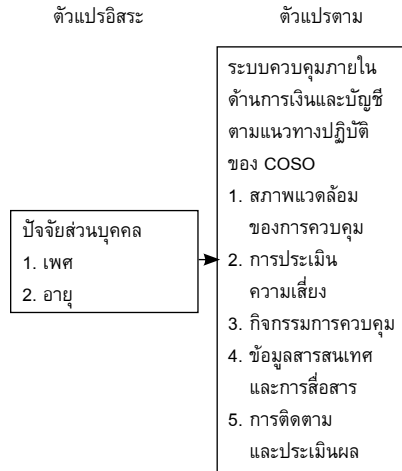 ตัวแปรอิสระ
ตัวแปรตาม
ปัจจัยส่วนบุคคล
1. เพศ
2. อายุ
ระบบควบคุมภายใน
ด้านการเงินและบัญชี
ตามแนวทางปฏิบัติ
ของ COSO
1. สภาพแวดล้อม
ของการควบคุม
2. การประเมิน
ความเสี่ยง
3. กิจกรรมการควบคุม
4. ข้อมูลสารสนเทศ
และการสื่อสาร
5. การติดตาม
และประเมินผล